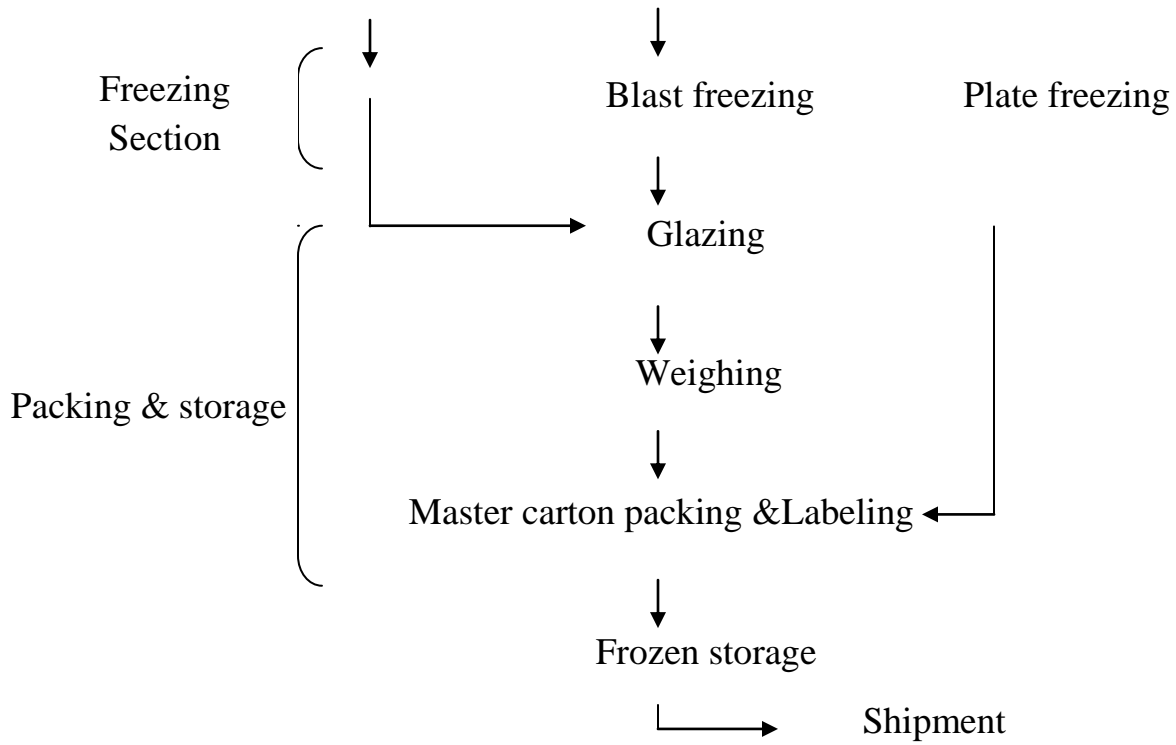 Freezing
Section
Blast freezing
Plate freezing
Glazing
Weighing
Packing & storage
Master carton packing &Labeling
Frozen storage
Shipment